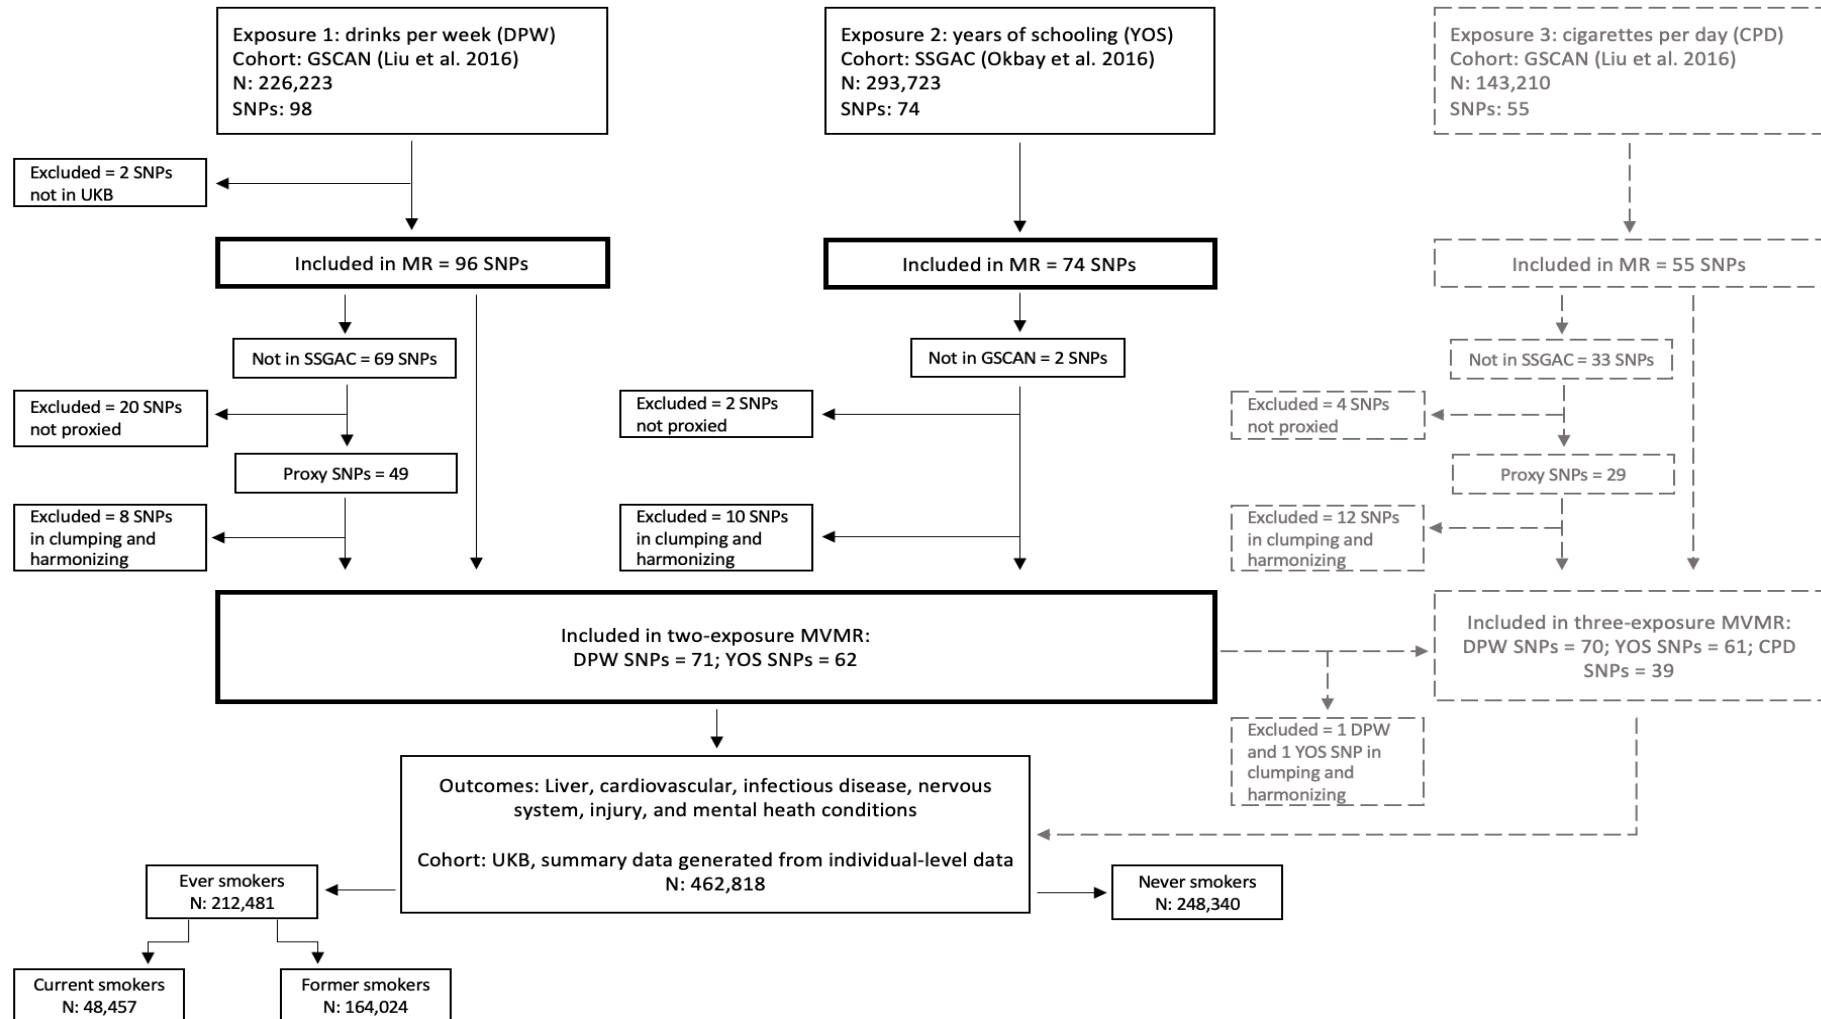 Exposure 1: drinks per week (DPW)
Cohort: GSCAN (Liu et al. 2016)
N: 226,223
SNPs: 98
Exposure 2: years of schooling (YOS)
Cohort: SSGAC (Okbay et al. 2016)
N: 293,723
SNPs: 74
Exposure 3: cigarettes per day (CPD)
Cohort: GSCAN (Liu et al. 2016)
N: 143,210
SNPs: 55
Excluded = 2 SNPs
not in UKB
Included in MR = 96 SNPs
Included in MR = 74 SNPs
Included in MR = 55 SNPs
Not in SSGAC = 69 SNPs
Not in GSCAN = 2 SNPs
Not in SSGAC = 33 SNPs
Excluded = 20 SNPs
not proxied
Excluded = 2 SNPs
not proxied
Excluded = 4 SNPs
not proxied
Proxy SNPs = 49
Proxy SNPs = 29
Excluded = 8 SNPs
in clumping and
harmonizing
Excluded = 10 SNPs
in clumping and
harmonizing
Excluded = 12 SNPs
in clumping and
harmonizing
Included in two-exposure MVMR:
DPW SNPs = 71; YOS SNPs = 62
Included in three-exposure MVMR:
DPW SNPs = 70; YOS SNPs = 61; CPD
SNPs = 39
Excluded = 1 DPW
and 1 YOS SNP in
clumping and
harmonizing
Outcomes: Liver, cardiovascular, infectious disease, nervous
system, injury, and mental heath conditions
Cohort: UKB, summary data generated from individual-level data
N: 462,818
Ever smokers
N: 212,481
Never smokers
N: 248,340
Current smokers
N: 48,457
Former smokers
N: 164,024